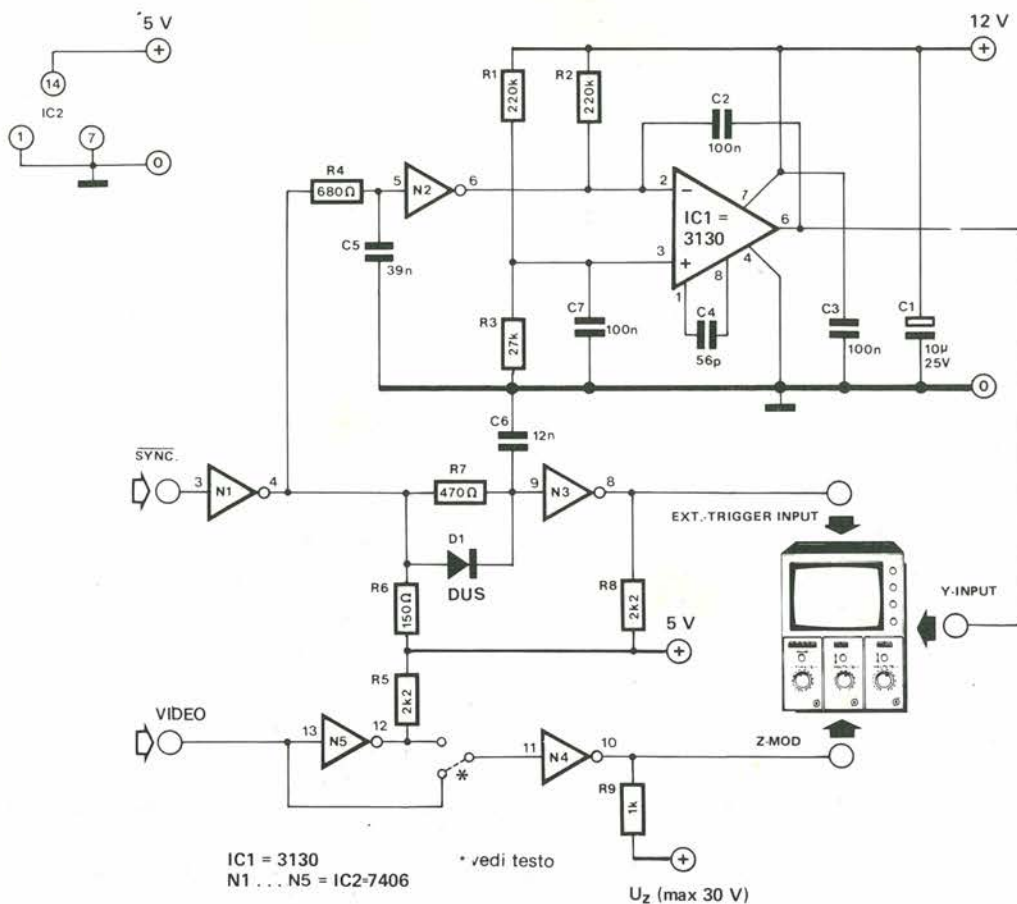 5 V
+
14
IC2
1
7
0
12 V
+
R1
220k
R2
220k
C2
100n
R4
680Ω
5
N2
6
2
−
7
IC1 =
3130
6
3
+
4
8
1
C5
39n
R3
27k
C7
100n
C4
56p
C3
100n
C1
10µ
25V
0
C6
12n
SYNC.
3
N1
4
R7
470Ω
9
N3
8
EXT.-TRIGGER INPUT
D1
DUS
R6
150Ω
R8
2k2
Y-INPUT
5 V
+
R5
2k2
VIDEO
13
N5
12
*
11
N4
10
Z-MOD
R9
1k
+
IC1 = 3130
N1 . . . N5 = IC2=7406
* vedi testo
Uz (max 30 V)